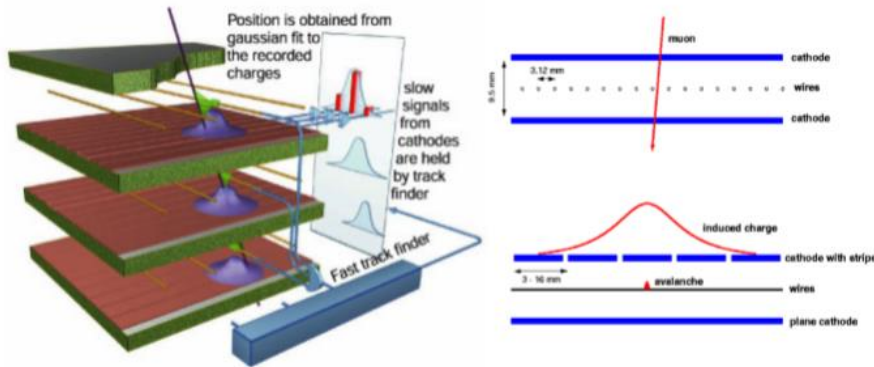 Position is obtained from
gaussian fit to
the recorded
charges
slow
signals
from
cathodes
are held
by track
finder
Fast track finder
muon
cathode
3.12 mm
9.5 mm
wires
cathode
induced charge
cathode with stripe
3 - 16 mm
avalanche
wires
plane cathode